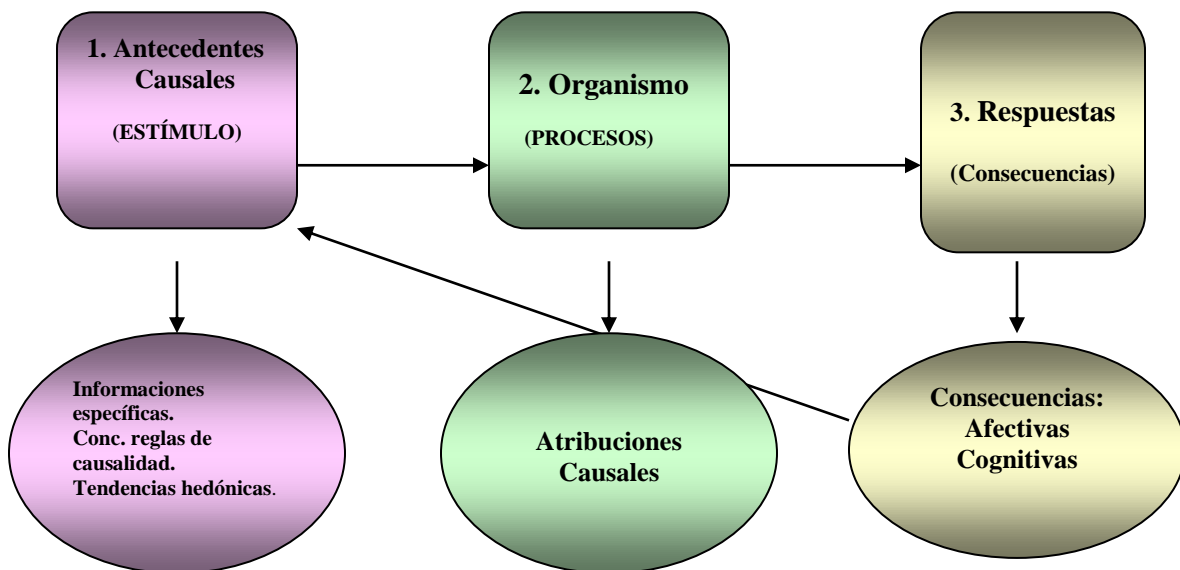 1. Antecedentes
Causales
(ESTÍMULO)
2. Organismo
(PROCESOS)
3. Respuestas
(Consecuencias)
Informaciones
específicas.
Conc. reglas de
causalidad.
Tendencias hedónicas.
Atribuciones
Causales
Consecuencias:
Afectivas
Cognitivas